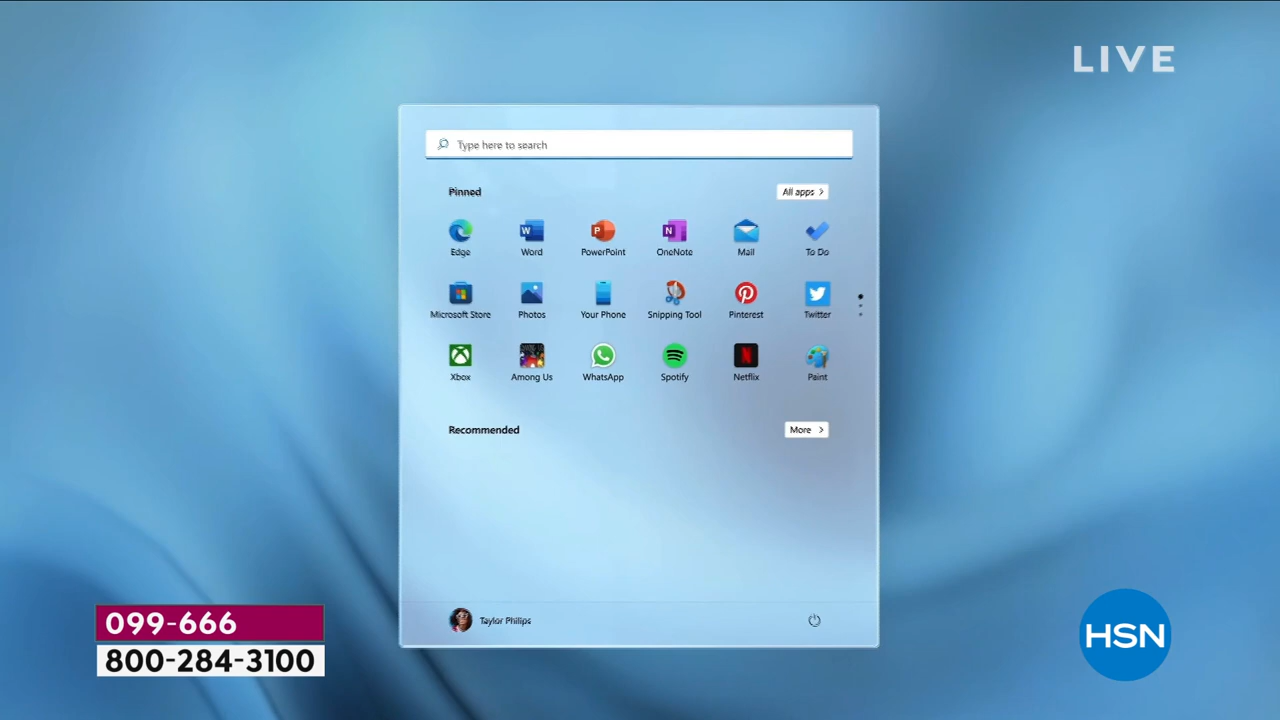 LIVE
Type here to search
Pinned
All apps >
Edge
Word
PowerPoint
OneNote
Mail
To Do
Microsoft Store
Photos
Your Phone
Snipping Tool
Pinterest
Twitter
Xbox
Among Us
WhatsApp
Spotify
Netflix
Paint
Recommended
More >
Taylor Philips
099-666
800-284-3100
HSN